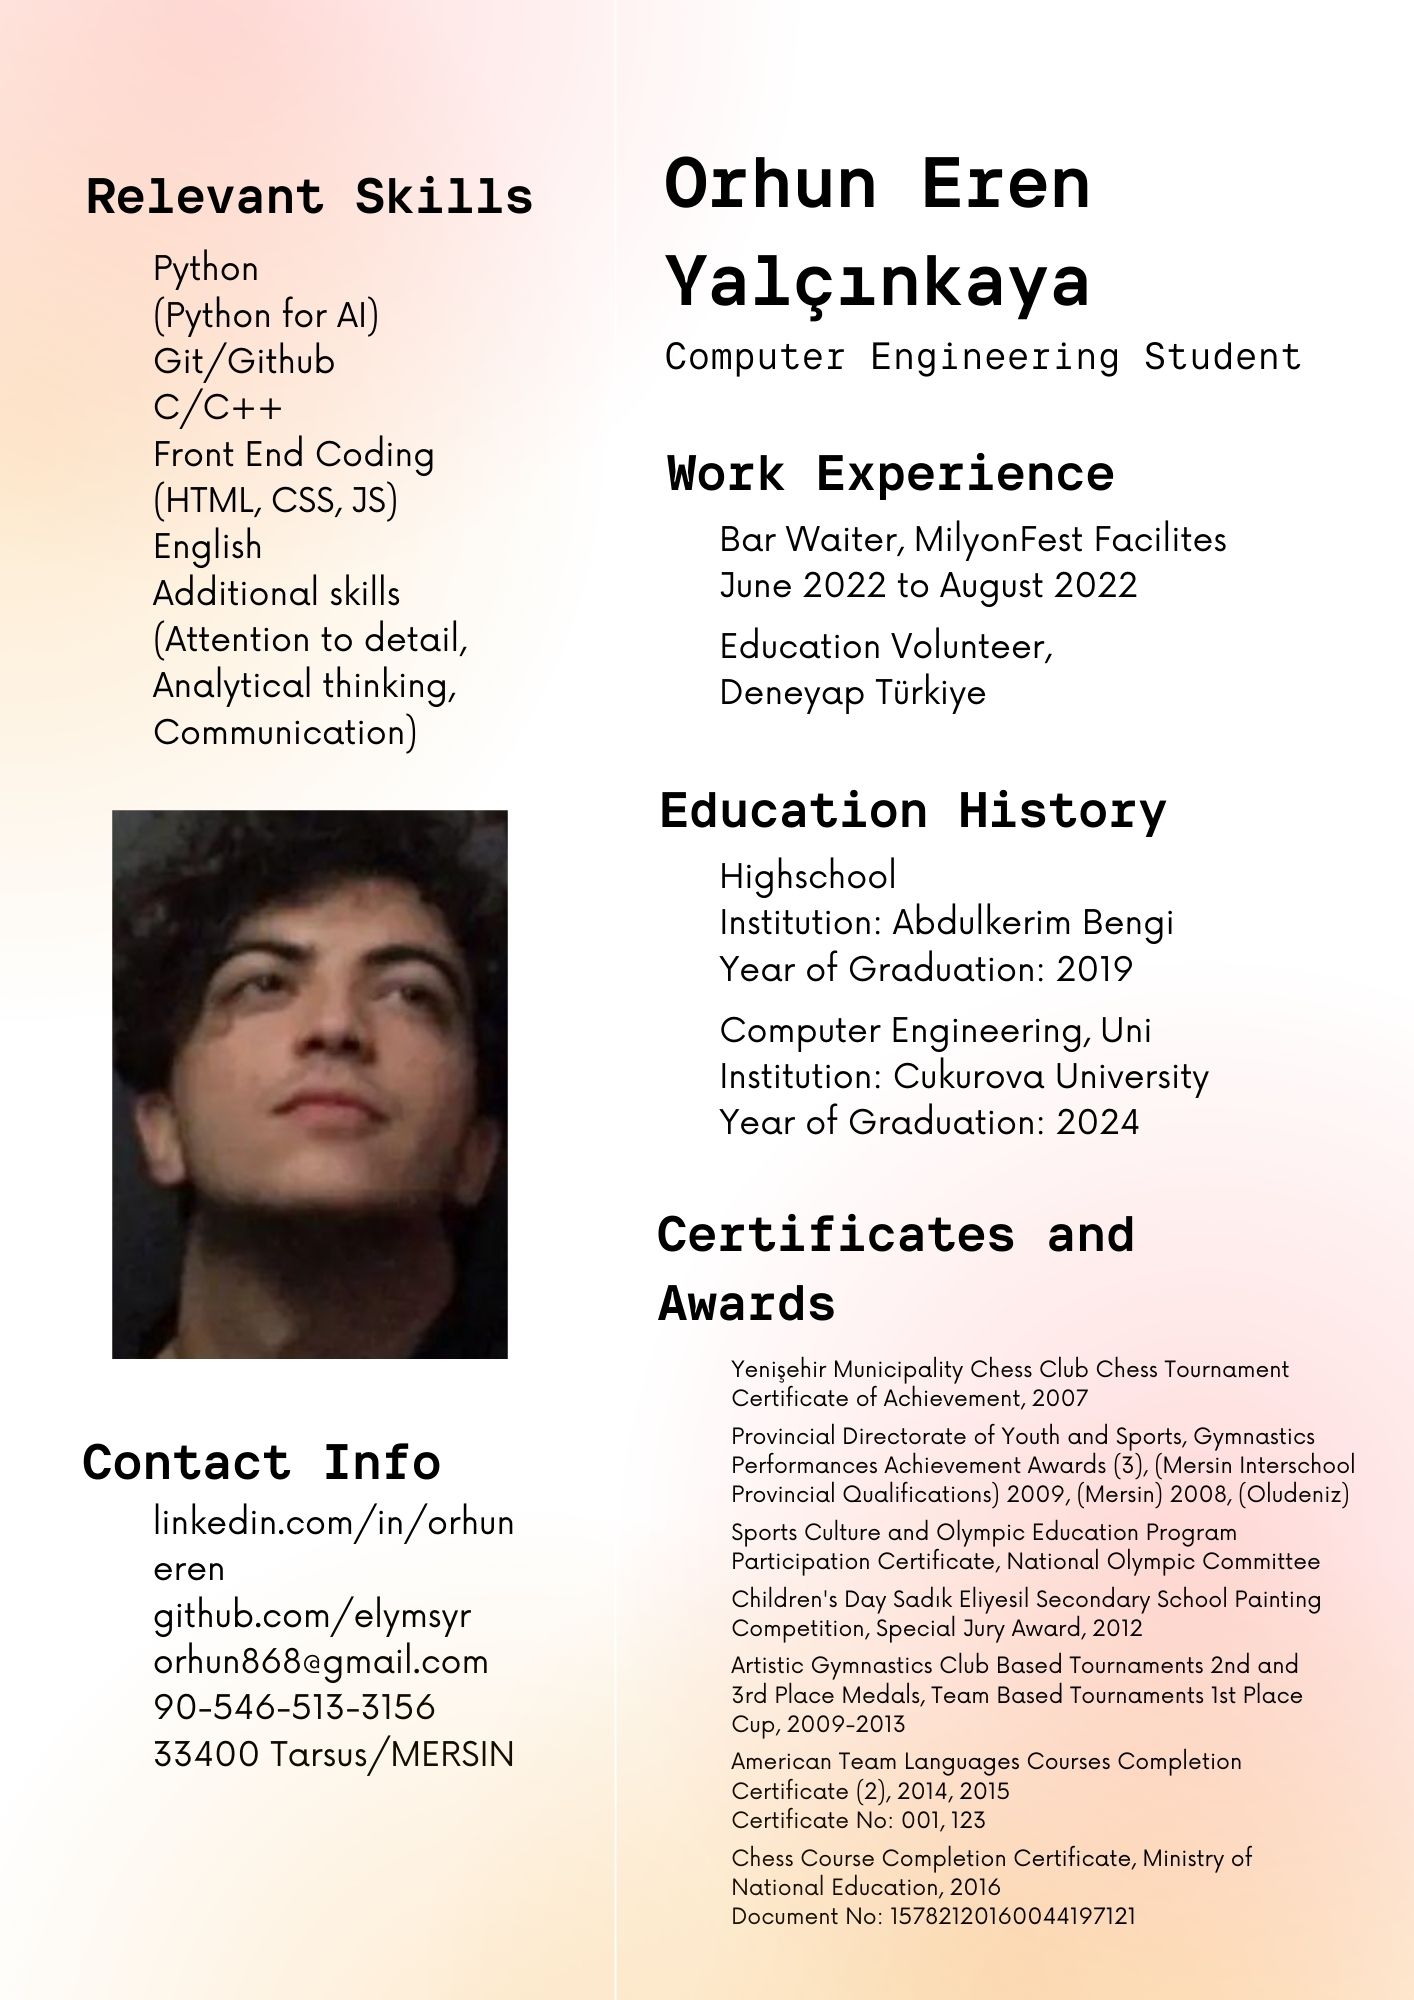 Relevant Skills
Python
(Python for AI)
Git/Github
C/C++
Front End Coding
(HTML, CSS, JS)
English
Additional skills
(Attention to detail,
Analytical thinking,
Communication)
Contact Info
linkedin.com/in/orhun
eren
github.com/elymsyr
orhun868@gmail.com
90-546-513-3156
33400 Tarsus/MERSIN
Orhun Eren
Yalçınkaya
Computer Engineering Student
Work Experience
Bar Waiter, MilyonFest Facilites
June 2022 to August 2022
Education Volunteer,
Deneyap Türkiye
Education History
Highschool
Institution: Abdulkerim Bengi
Year of Graduation: 2019
Computer Engineering, Uni
Institution: Cukurova University
Year of Graduation: 2024
Certificates and
Awards
Yenişehir Municipality Chess Club Chess Tournament
Certificate of Achievement, 2007
Provincial Directorate of Youth and Sports, Gymnastics
Performances Achievement Awards (3), (Mersin Interschool
Provincial Qualifications) 2009, (Mersin) 2008, (Oludeniz)
Sports Culture and Olympic Education Program
Participation Certificate, National Olympic Committee
Children's Day Sadık Eliyesil Secondary School Painting
Competition, Special Jury Award, 2012
Artistic Gymnastics Club Based Tournaments 2nd and
3rd Place Medals, Team Based Tournaments 1st Place
Cup, 2009-2013
American Team Languages Courses Completion
Certificate (2), 2014, 2015
Certificate No: 001, 123
Chess Course Completion Certificate, Ministry of
National Education, 2016
Document No: 15782120160044197121